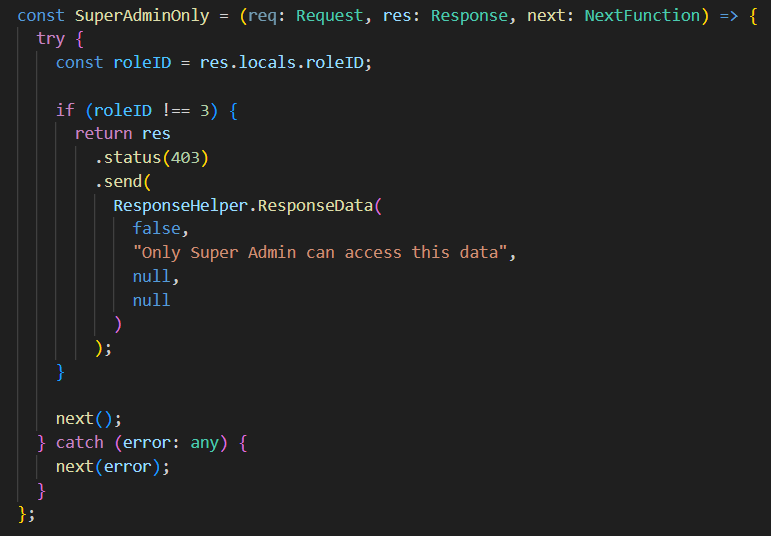 const SuperAdminOnly = (req: Request, res: Response, next: NextFunction) => {
  try {
    const roleID = res.locals.roleID;

    if (roleID !== 3) {
      return res
        .status(403)
        .send(
          ResponseHelper.ResponseData(
            false,
            "Only Super Admin can access this data",
            null,
            null
          )
        );
    }

    next();
  } catch (error: any) {
    next(error);
  }
};